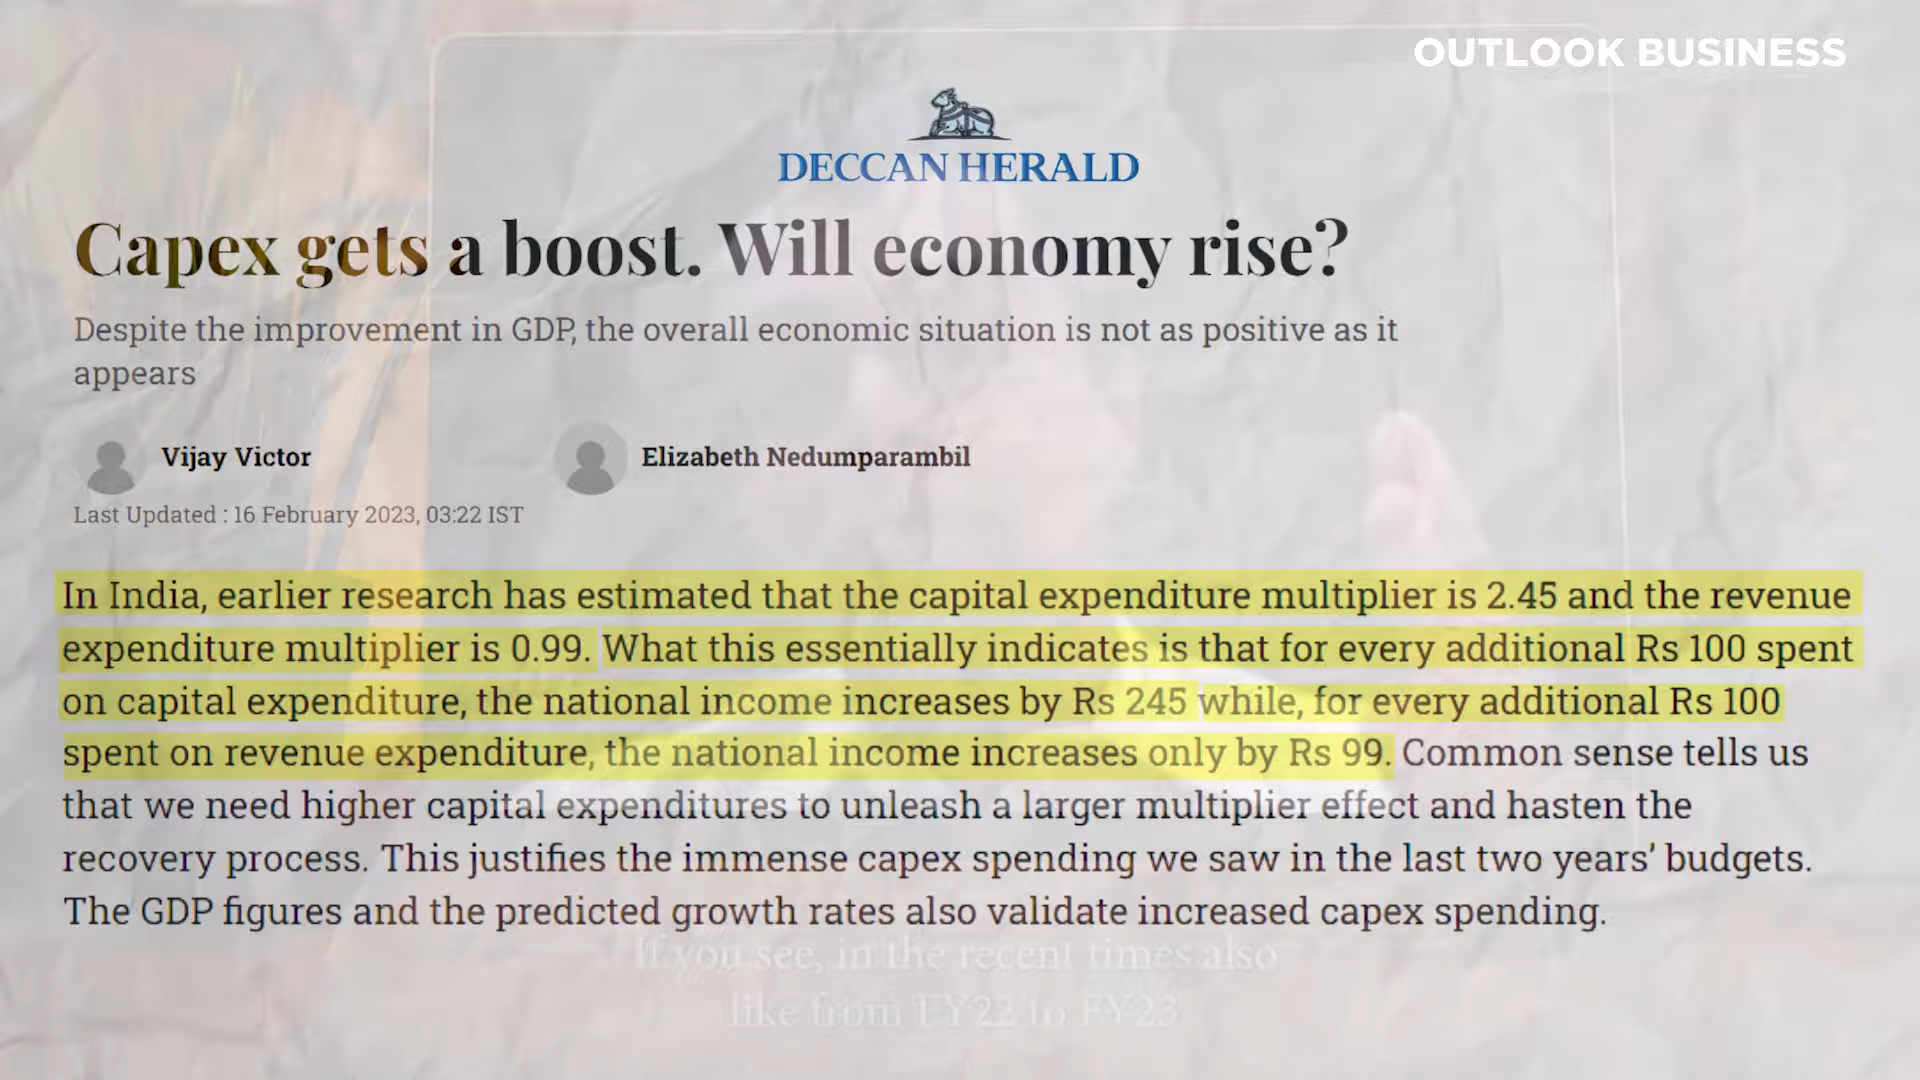 OUTLOOK BUSINESS
DECCAN HERALD
Capex gets a boost. Will economy rise?
Despite the improvement in GDP, the overall economic situation is not as positive as it
appears
Vijay Victor
Elizabeth Nedumparambil
Last Updated : 16 February 2023, 03:22 IST
In India, earlier research has estimated that the capital expenditure multiplier is 2.45 and the revenue
expenditure multiplier is 0.99. What this essentially indicates is that for every additional Rs 100 spent
on capital expenditure, the national income increases by Rs 245 while, for every additional Rs 100
spent on revenue expenditure, the national income increases only by Rs 99. Common sense tells us
that we need higher capital expenditures to unleash a larger multiplier effect and hasten the
recovery process. This justifies the immense capex spending we saw in the last two years’ budgets.
The GDP figures and the predicted growth rates also validate increased capex spending.
If you see, in the recent times also
like from FY22 to FY23